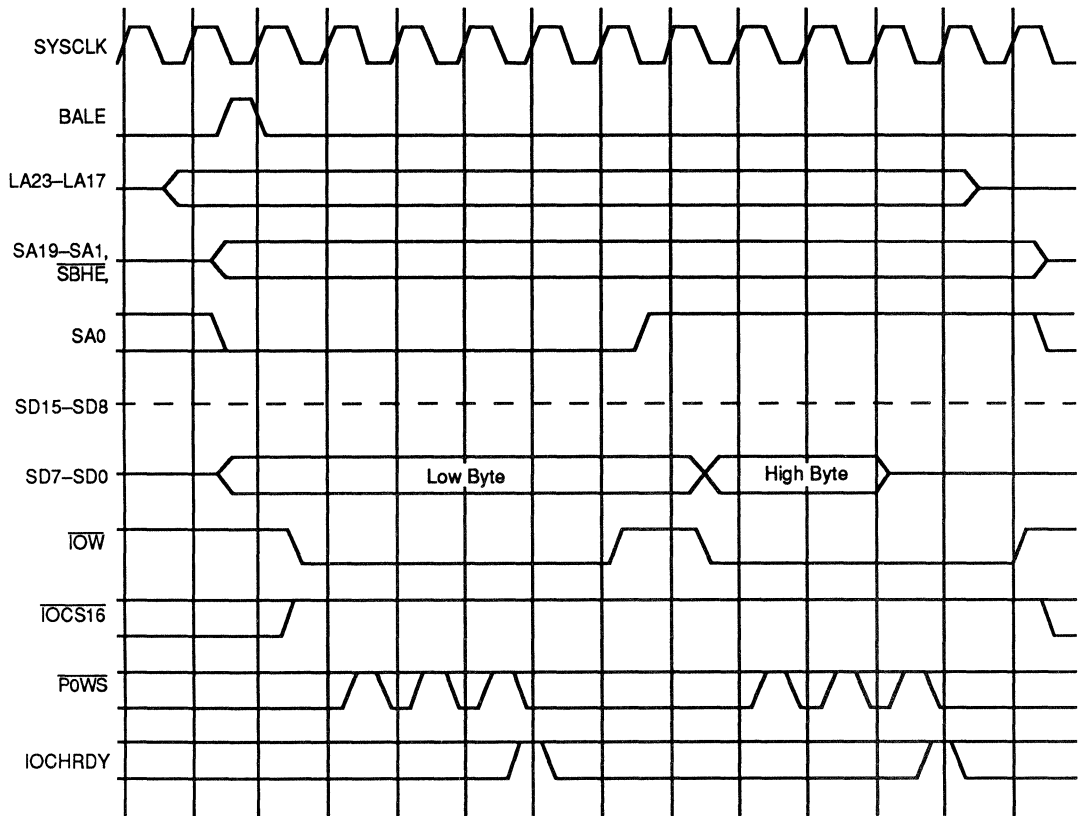 SYSCLK
BALE
LA23–LA17
SA19–SA1,
SBHE,
SA0
SD15–SD8
SD7–SD0
Low Byte
High Byte
IOW
IOCS16
P0WS
IOCHRDY